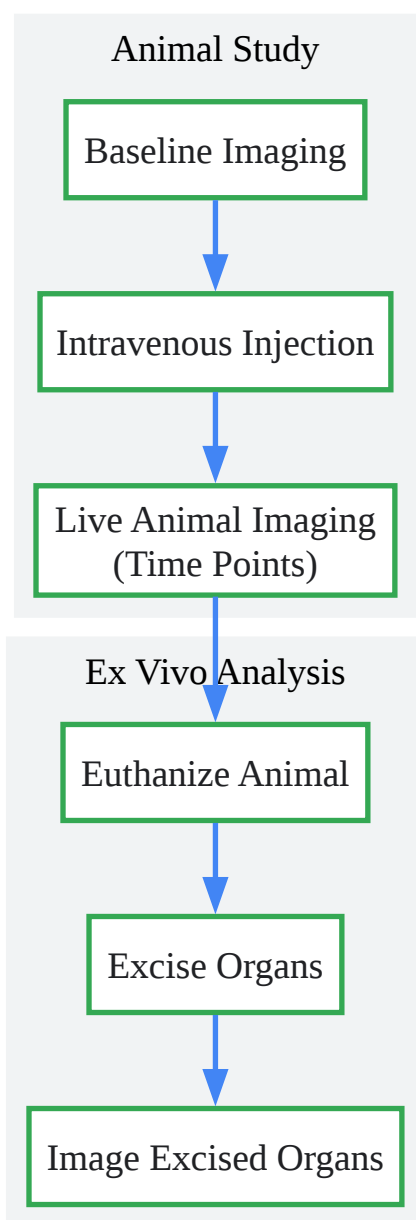 Animal Study
Baseline Imaging
Intravenous Injection
Live Animal Imaging
(Time Points)
Ex Vivo Analysis
Euthanize Animal
Excise Organs
Image Excised Organs